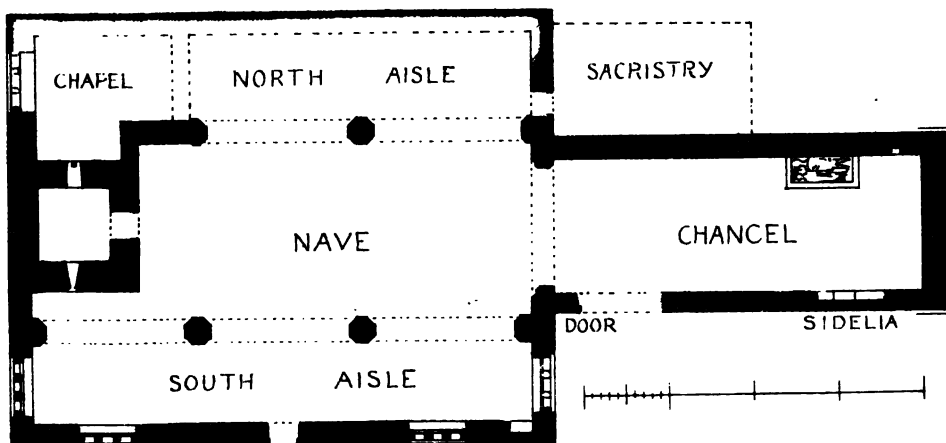 CHAPEL
NORTH AISLE
SACRISTRY
NAVE
CHANCEL
DOOR
SIDELIA
SOUTH AISLE